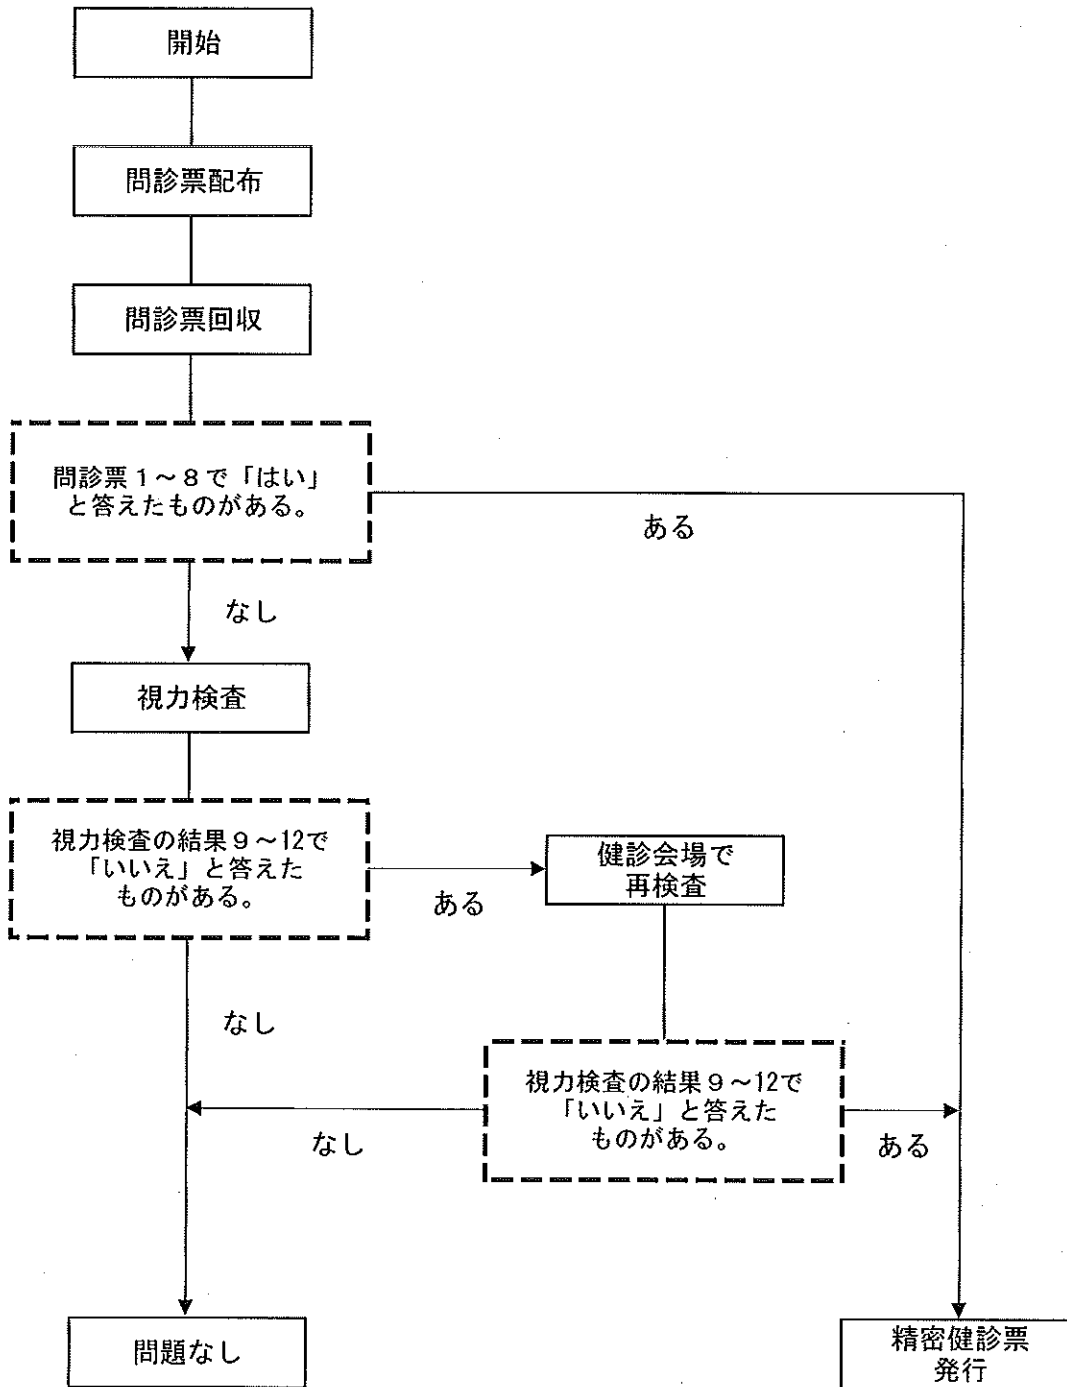 開始
問診票配布
問診票回収
問診票1~8で「はい」
と答えたものがある。
ある
なし
視力検査
視力検査の結果9~12で
「いいえ」と答えた
ものがある。
ある
健診会場で
再検査
なし
視力検査の結果9~12で
「いいえ」と答えた
ものがある。
なし
ある
問題なし
精密健診票
発行